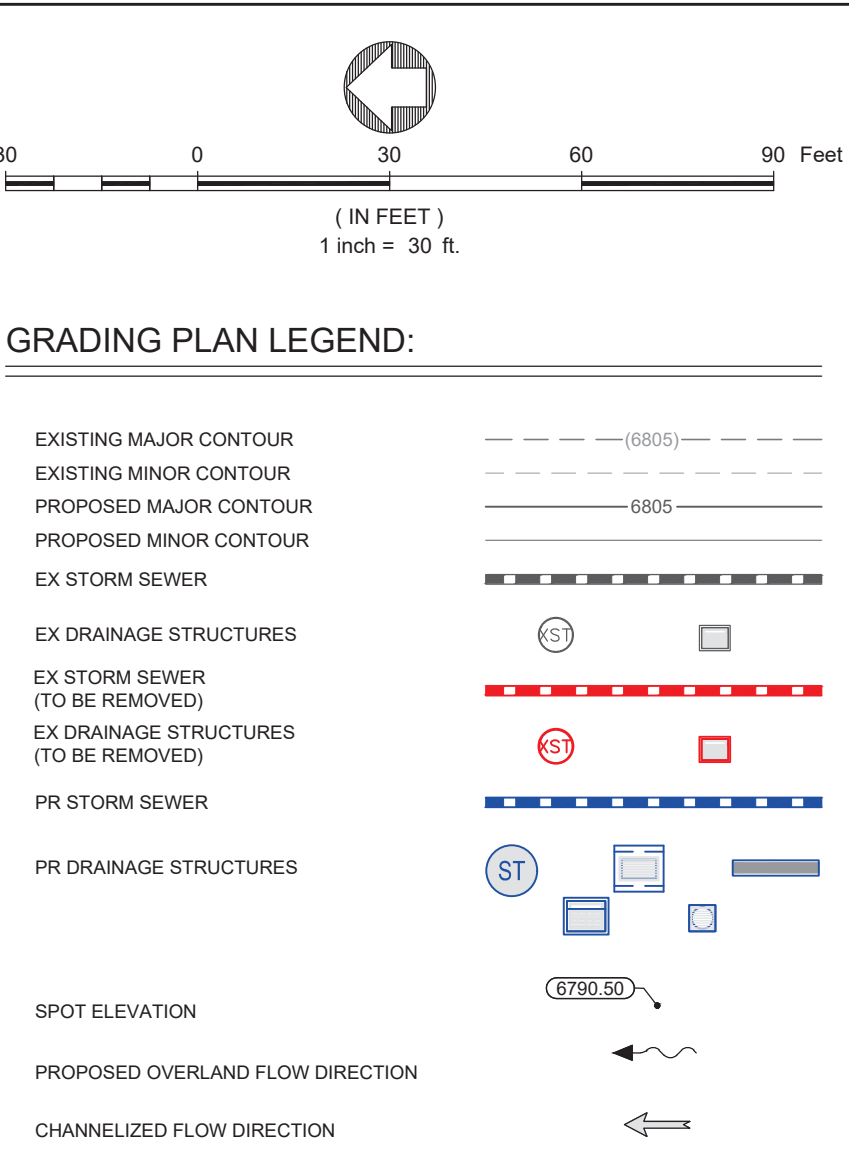 30 0 30 60 90 Feet
( IN FEET )
1 inch = 30 ft.
GRADING PLAN LEGEND:
EXISTING MAJOR CONTOUR (6805)
EXISTING MINOR CONTOUR
PROPOSED MAJOR CONTOUR 6805
PROPOSED MINOR CONTOUR
EX STORM SEWER
EX DRAINAGE STRUCTURES XST
EX STORM SEWER
(TO BE REMOVED)
EX DRAINAGE STRUCTURES
(TO BE REMOVED) XST
PR STORM SEWER
PR DRAINAGE STRUCTURES ST
6790.50
SPOT ELEVATION
PROPOSED OVERLAND FLOW DIRECTION
CHANNELIZED FLOW DIRECTION